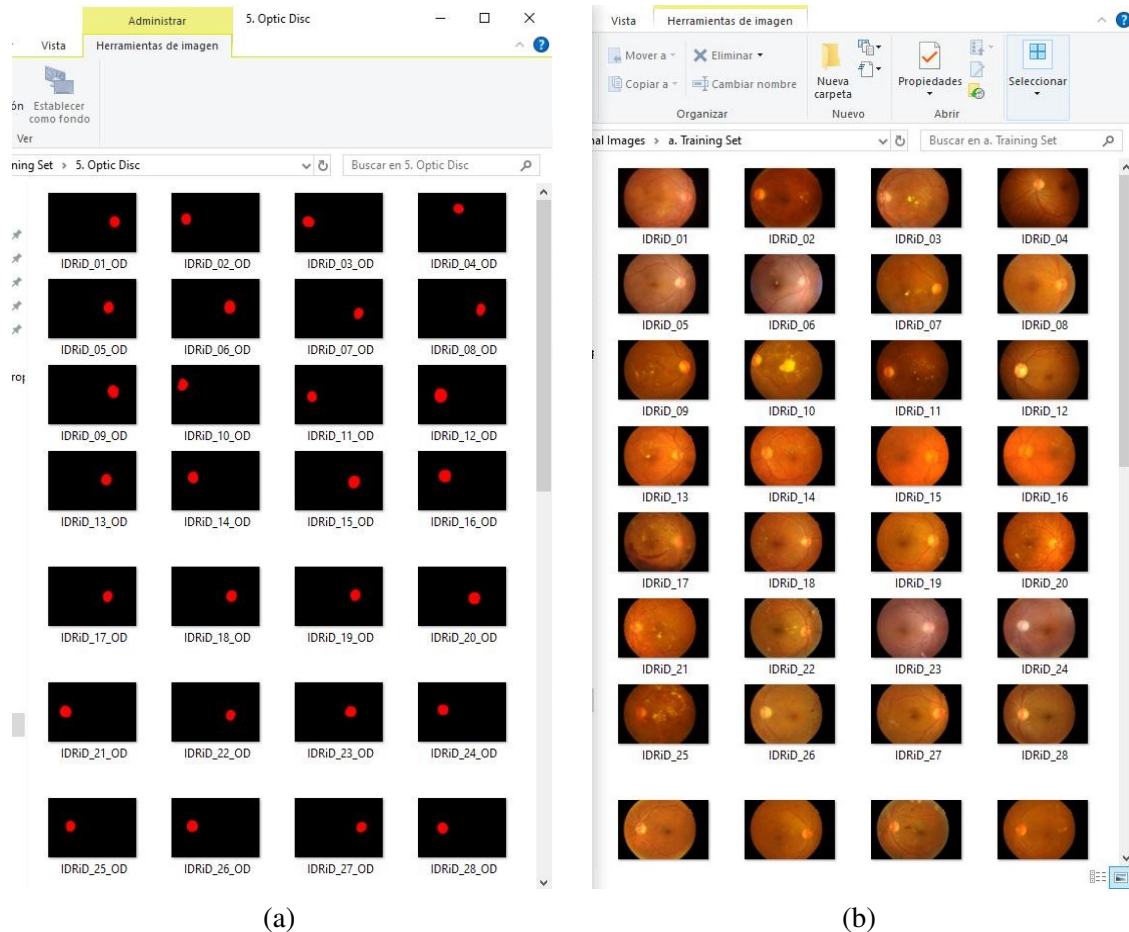 Administrar
5. Optic Disc
Vista
Herramientas de imagen
ón
Establecer
como fondo
Ver
ning Set > 5. Optic Disc
Buscar en 5. Optic Disc
IDRiD_01_OD IDRiD_02_OD IDRiD_03_OD IDRiD_04_OD
IDRiD_05_OD IDRiD_06_OD IDRiD_07_OD IDRiD_08_OD
IDRiD_09_OD IDRiD_10_OD IDRiD_11_OD IDRiD_12_OD
IDRiD_13_OD IDRiD_14_OD IDRiD_15_OD IDRiD_16_OD
IDRiD_17_OD IDRiD_18_OD IDRiD_19_OD IDRiD_20_OD
IDRiD_21_OD IDRiD_22_OD IDRiD_23_OD IDRiD_24_OD
IDRiD_25_OD IDRiD_26_OD IDRiD_27_OD IDRiD_28_OD
(a)
Vista
Herramientas de imagen
Mover a
Eliminar
Copiar a
Cambiar nombre
Organizar
Nueva
carpeta
Nuevo
Propiedades
Abrir
Seleccionar
nal Images > a. Training Set
Buscar en a. Training Set
IDRiD_01 IDRiD_02 IDRiD_03 IDRiD_04
IDRiD_05 IDRiD_06 IDRiD_07 IDRiD_08
IDRiD_09 IDRiD_10 IDRiD_11 IDRiD_12
IDRiD_13 IDRiD_14 IDRiD_15 IDRiD_16
IDRiD_17 IDRiD_18 IDRiD_19 IDRiD_20
IDRiD_21 IDRiD_22 IDRiD_23 IDRiD_24
IDRiD_25 IDRiD_26 IDRiD_27 IDRiD_28
(b)